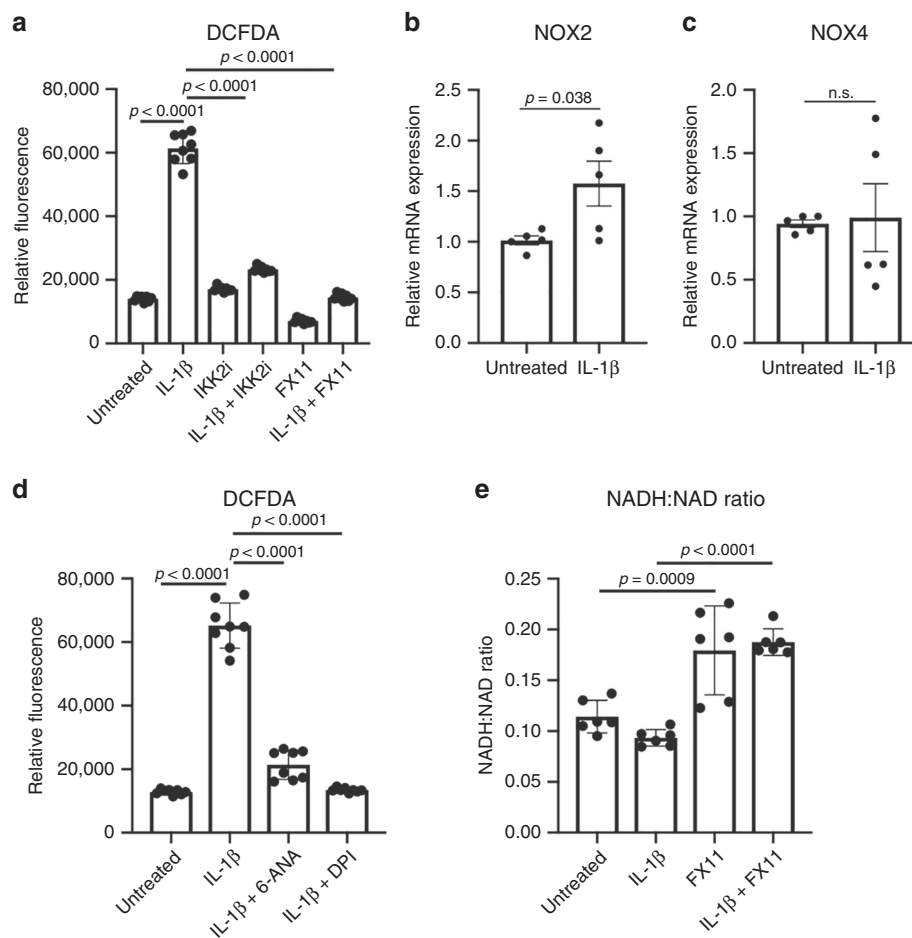 a
DCFDA
p < 0.0001
p < 0.0001
p < 0.0001
80,000
60,000
40,000
20,000
0
Relative fluorescence
Untreated
IL-1β
IKK2i
IL-1β + IKK2i
FX11
IL-1β + FX11
b
NOX2
p = 0.038
2.5
2.0
1.5
1.0
0.5
0.0
Relative mRNA expression
Untreated
IL-1β
c
NOX4
n.s.
2.0
1.5
1.0
0.5
0.0
Relative mRNA expression
Untreated
IL-1β
d
DCFDA
p < 0.0001
p < 0.0001
p < 0.0001
80,000
60,000
40,000
20,000
0
Relative fluorescence
Untreated
IL-1β
IL-1β + 6-ANA
IL-1β + DPI
e
NADH:NAD ratio
p < 0.0001
p = 0.0009
0.25
0.20
0.15
0.10
0.05
0.00
NADH:NAD ratio
Untreated
IL-1β
FX11
IL-1β + FX11